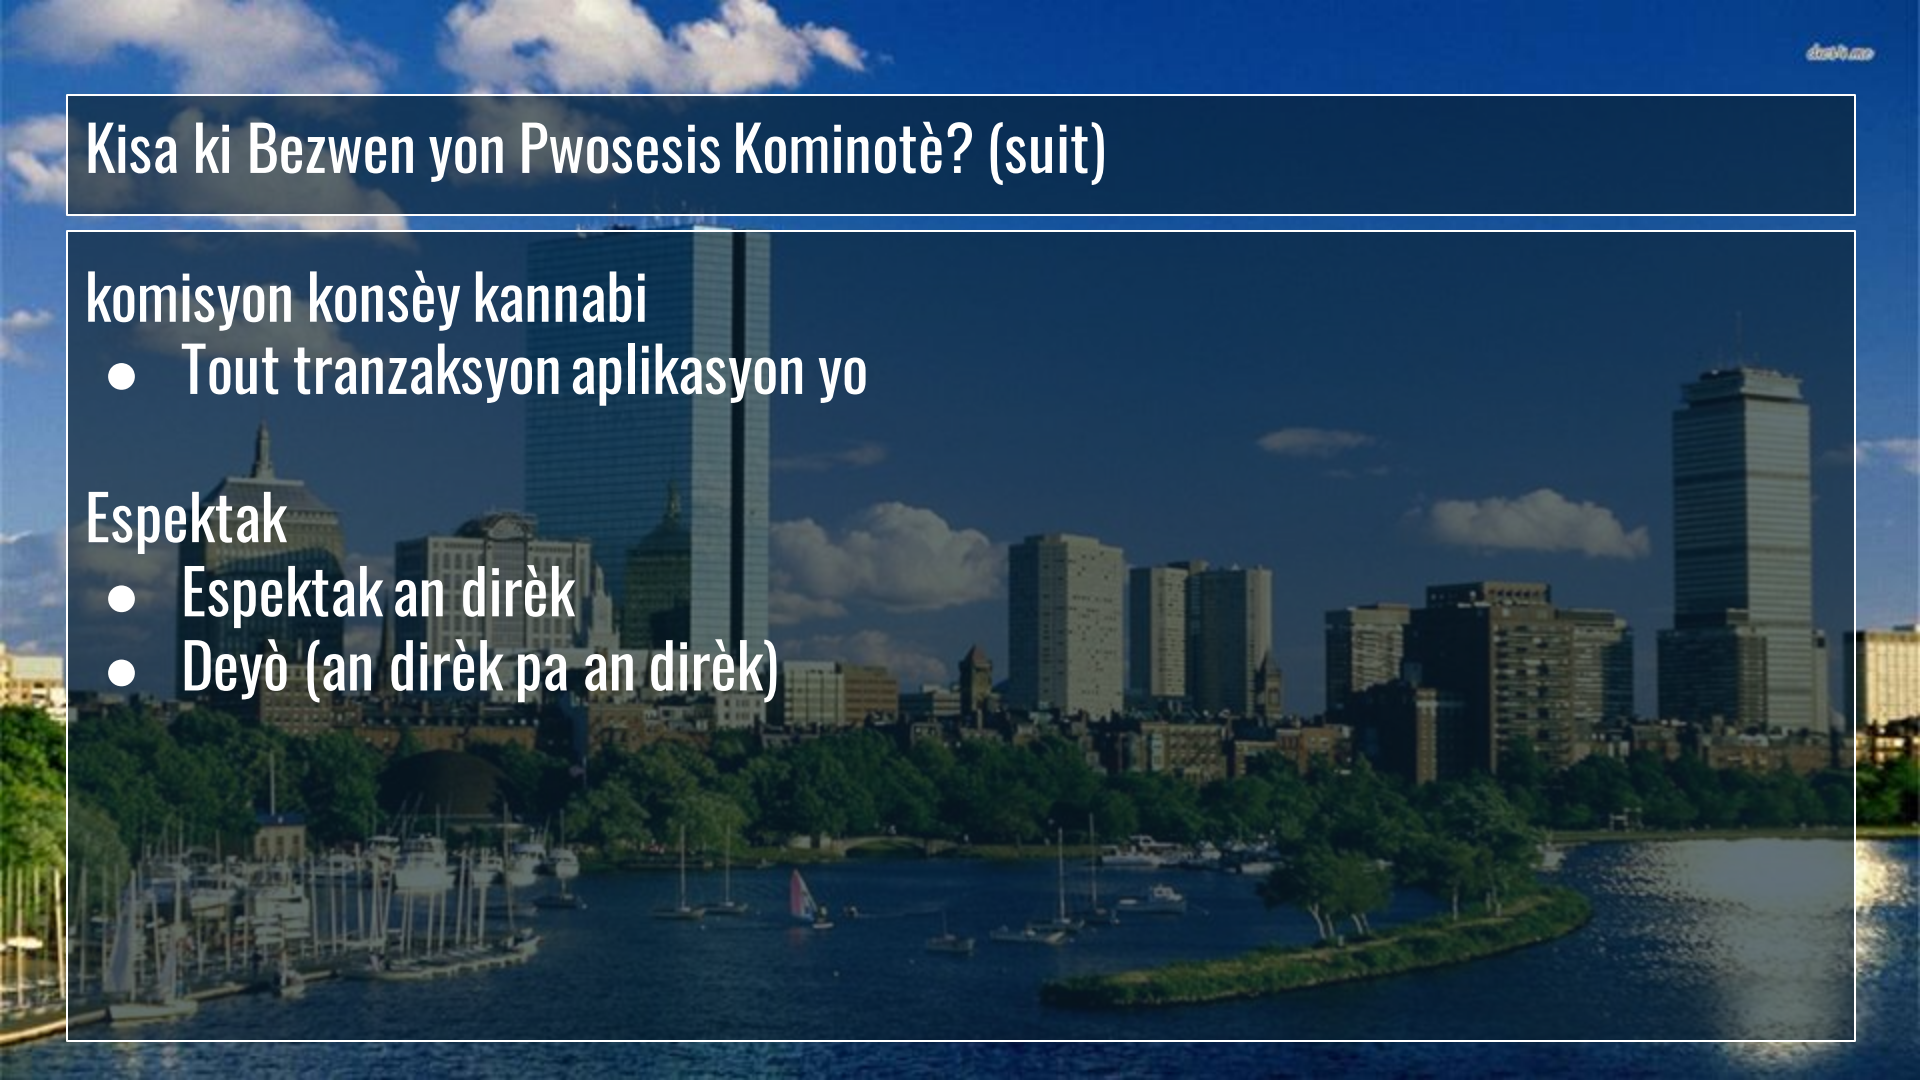 Kisa ki Bezwen yon Pwosesis Kominotè? (suit)
komisyon konsèy kannabi
● Tout tranzaksyon aplikasyon yo
Espektak
● Espektak an dirèk
● Deyò (an dirèk pa an dirèk)